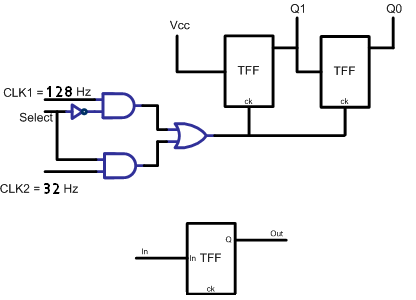 Q1 Q0
Vcc
TFF TFF
CLK1 = 128 Hz
ck ck
Select
CLK2 = 32 Hz
In Q Out
In TFF
ck